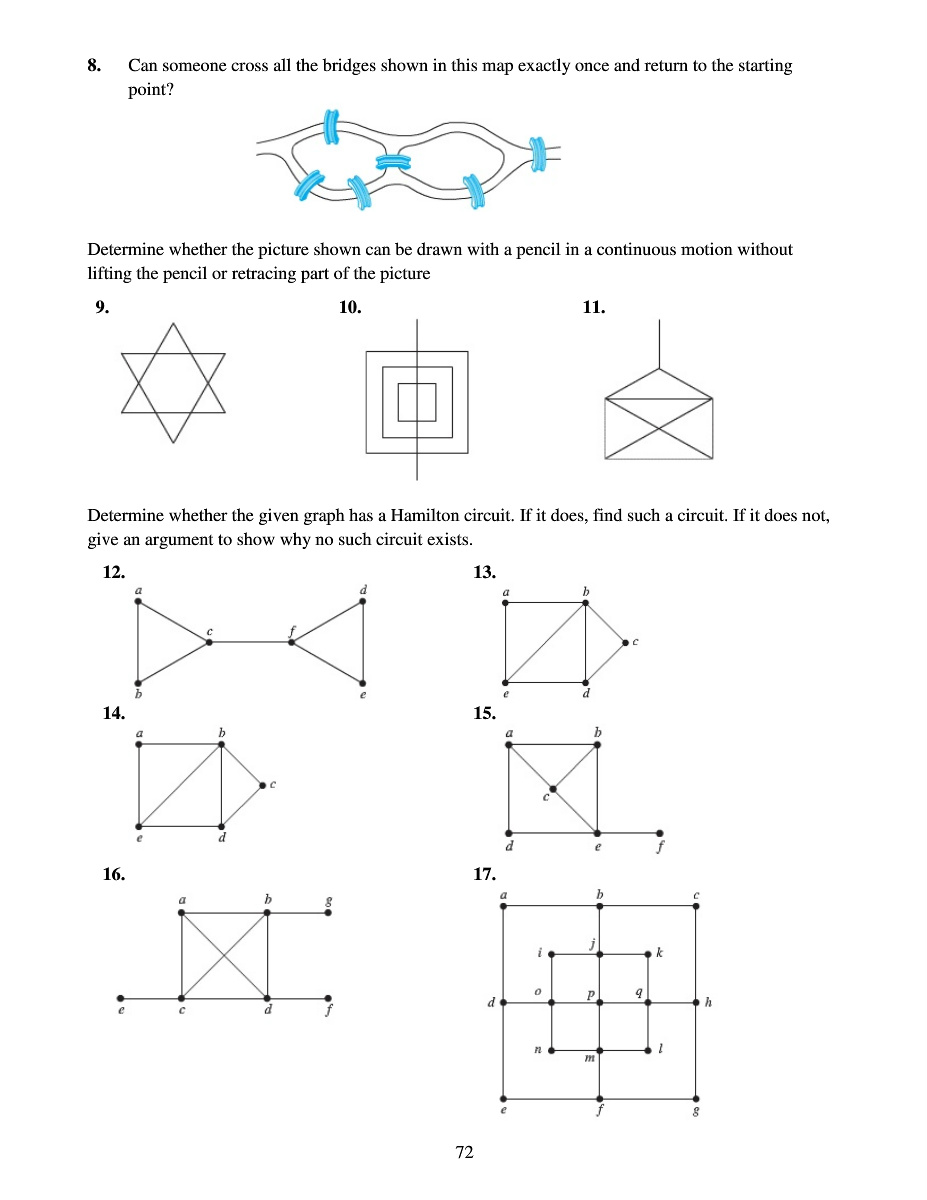 8. Can someone cross all the bridges shown in this map exactly once and return to the starting
point?
Determine whether the picture shown can be drawn with a pencil in a continuous motion without
lifting the pencil or retracing part of the picture
9. 10. 11.
Determine whether the given graph has a Hamilton circuit. If it does, find such a circuit. If it does not,
give an argument to show why no such circuit exists.
12.
a d
c f
b e
13.
a b
c
e d
14.
a b
c
e d
15.
a b
c
d e f
16.
a b g
e c d f
17.
a b c
i j k
d o p q h
n m l
e f g
72